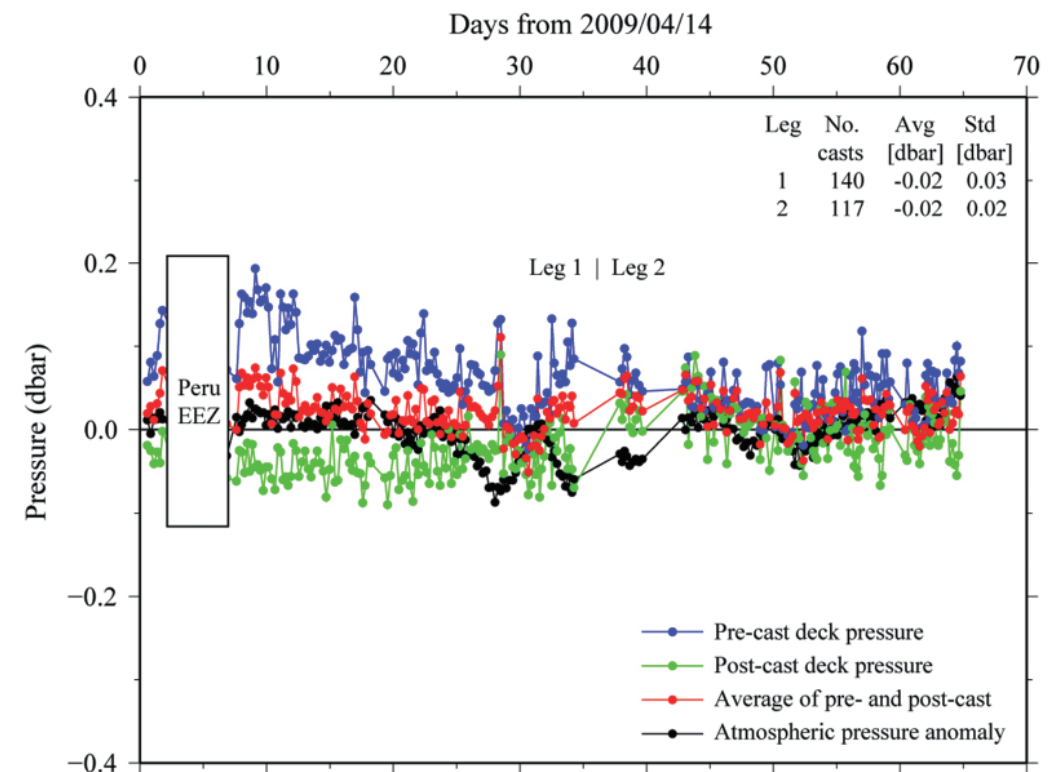 Days from 2009/04/14
0 10 20 30 40 50 60 70
0.4
0.2
0.0
−0.2
−0.4
Pressure (dbar)
Leg No. Avg Std
casts [dbar] [dbar]
1 140 -0.02 0.03
2 117 -0.02 0.02
Leg 1 | Leg 2
Peru
EEZ
Pre-cast deck pressure
Post-cast deck pressure
Average of pre- and post-cast
Atmospheric pressure anomaly